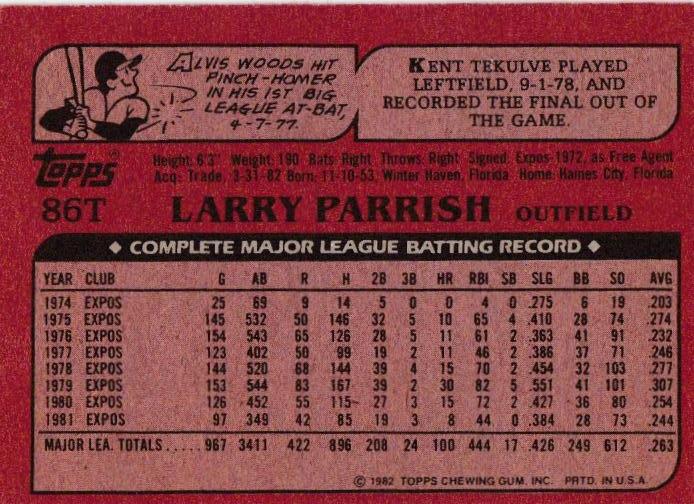 ALVIS WOODS HIT
PINCH-HOMER
IN HIS 1ST BIG
LEAGUE AT-BAT,
4-7-77.
KENT TEKULVE PLAYED
LEFTFIELD, 9-1-78, AND
RECORDED THE FINAL OUT OF
THE GAME.
TOPPS®
Height: 6'3" Weight: 190 Bats: Right Throws: Right Signed: Expos-1972, as Free Agent
Acq: Trade, 3-31-82 Born: 11-10-53, Winter Haven, Florida Home: Haines City, Florida
86T LARRY PARRISH OUTFIELD
◆ COMPLETE MAJOR LEAGUE BATTING RECORD ◆
YEAR CLUB G AB R H 2B 3B HR RBI SB SLG BB SO AVG
1974 EXPOS 25 69 9 14 5 0 0 4 0 .275 6 19 .203
1975 EXPOS 145 532 50 146 32 5 10 65 4 .410 28 74 .274
1976 EXPOS 154 543 65 126 28 5 11 61 2 .363 41 91 .232
1977 EXPOS 123 402 50 99 19 2 11 46 2 .386 37 71 .246
1978 EXPOS 144 520 68 144 39 4 15 70 2 .454 32 103 .277
1979 EXPOS 153 544 83 167 39 2 30 82 5 .551 41 101 .307
1980 EXPOS 126 452 55 115 27 3 15 72 2 .427 36 80 .254
1981 EXPOS 97 349 42 85 19 3 8 44 0 .384 28 73 .244
MAJOR LEA. TOTALS..... 967 3411 422 896 208 24 100 444 17 .426 249 612 .263
© 1982 TOPPS CHEWING GUM, INC. PRTD. IN U.S.A.